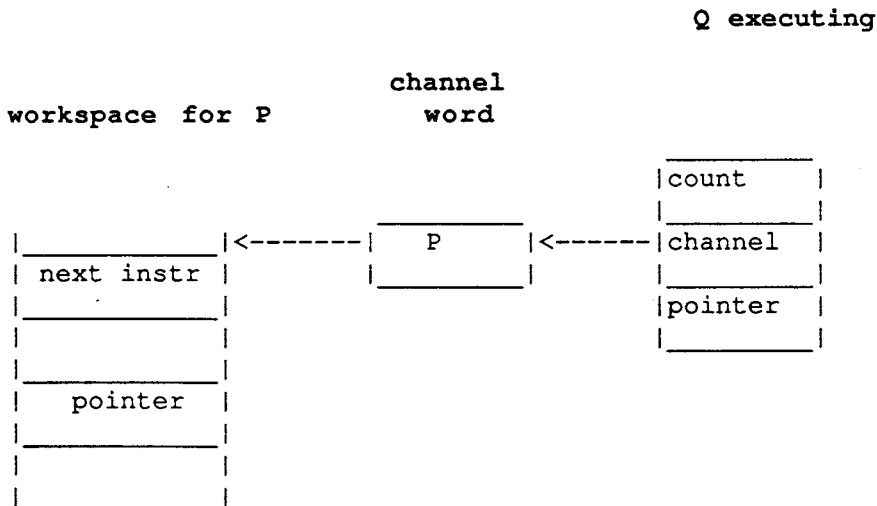 Q executing
channel
workspace for P word
count
P channel
next instr
pointer
pointer